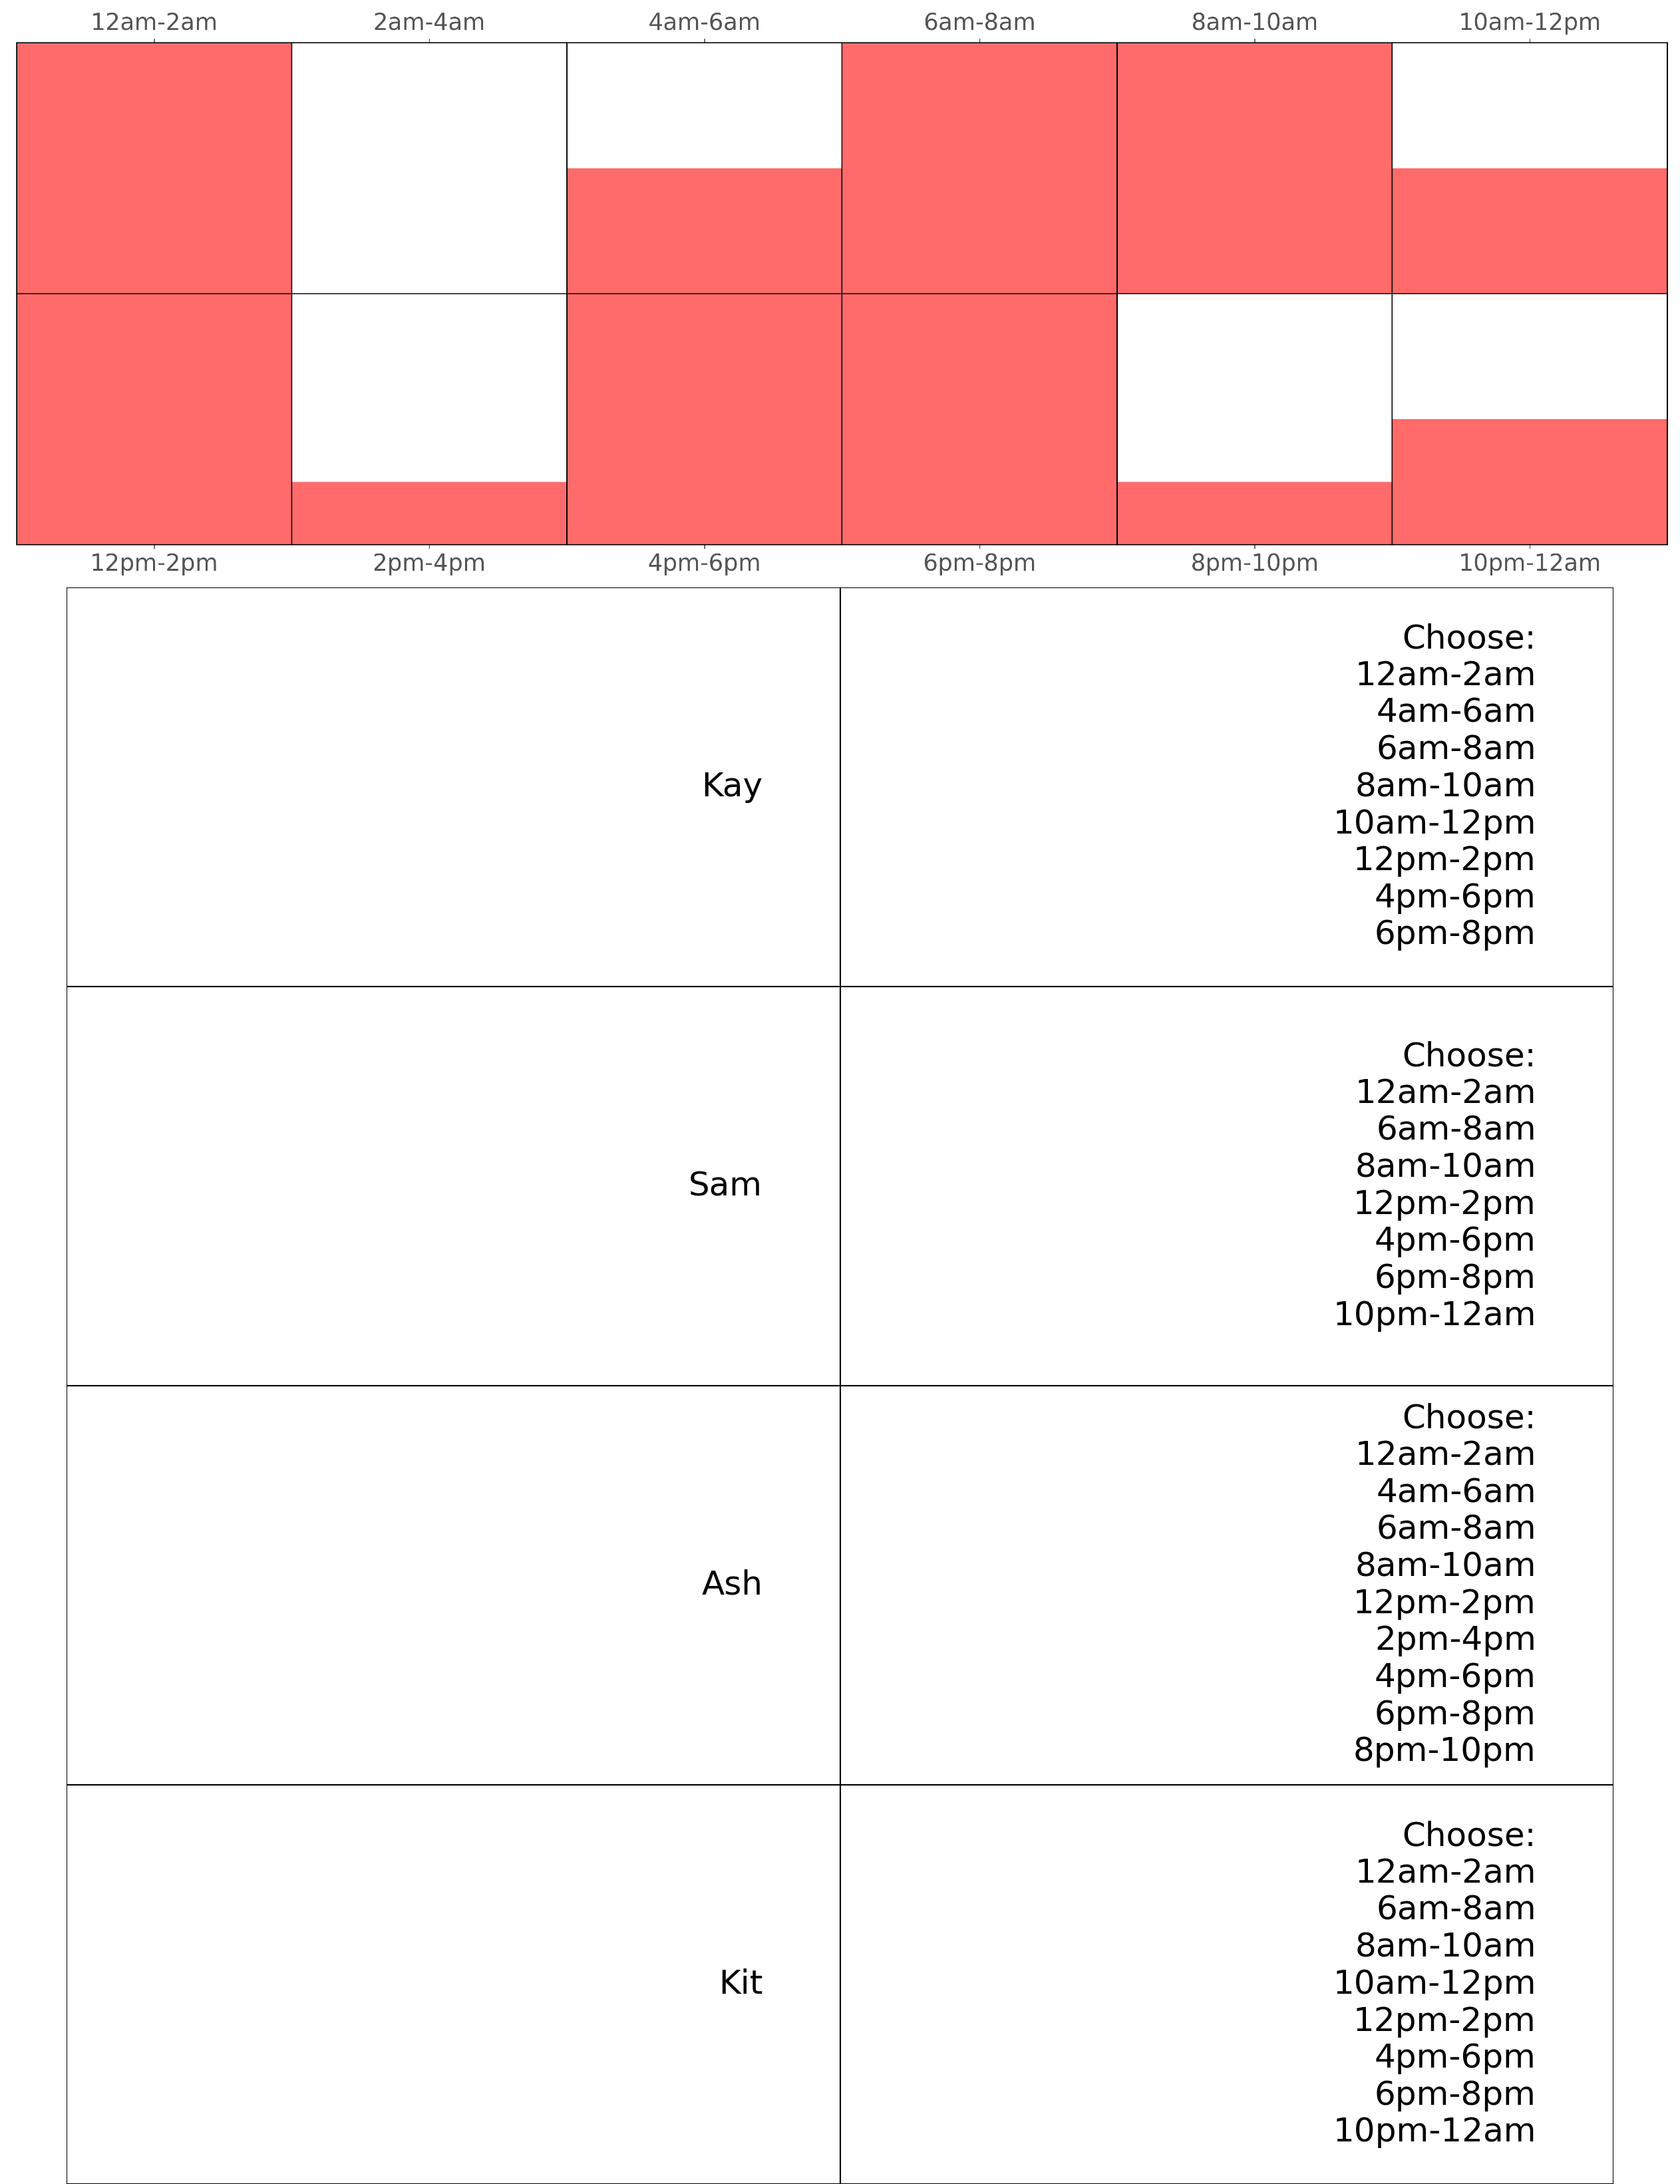 12am-2am 2am-4am 4am-6am 6am-8am 8am-10am 10am-12pm
12pm-2pm 2pm-4pm 4pm-6pm 6pm-8pm 8pm-10pm 10pm-12am
Kay
Choose:
12am-2am
4am-6am
6am-8am
8am-10am
10am-12pm
12pm-2pm
4pm-6pm
6pm-8pm
Sam
Choose:
12am-2am
6am-8am
8am-10am
12pm-2pm
4pm-6pm
6pm-8pm
10pm-12am
Ash
Choose:
12am-2am
4am-6am
6am-8am
8am-10am
12pm-2pm
2pm-4pm
4pm-6pm
6pm-8pm
8pm-10pm
Kit
Choose:
12am-2am
6am-8am
8am-10am
10am-12pm
12pm-2pm
4pm-6pm
6pm-8pm
10pm-12am